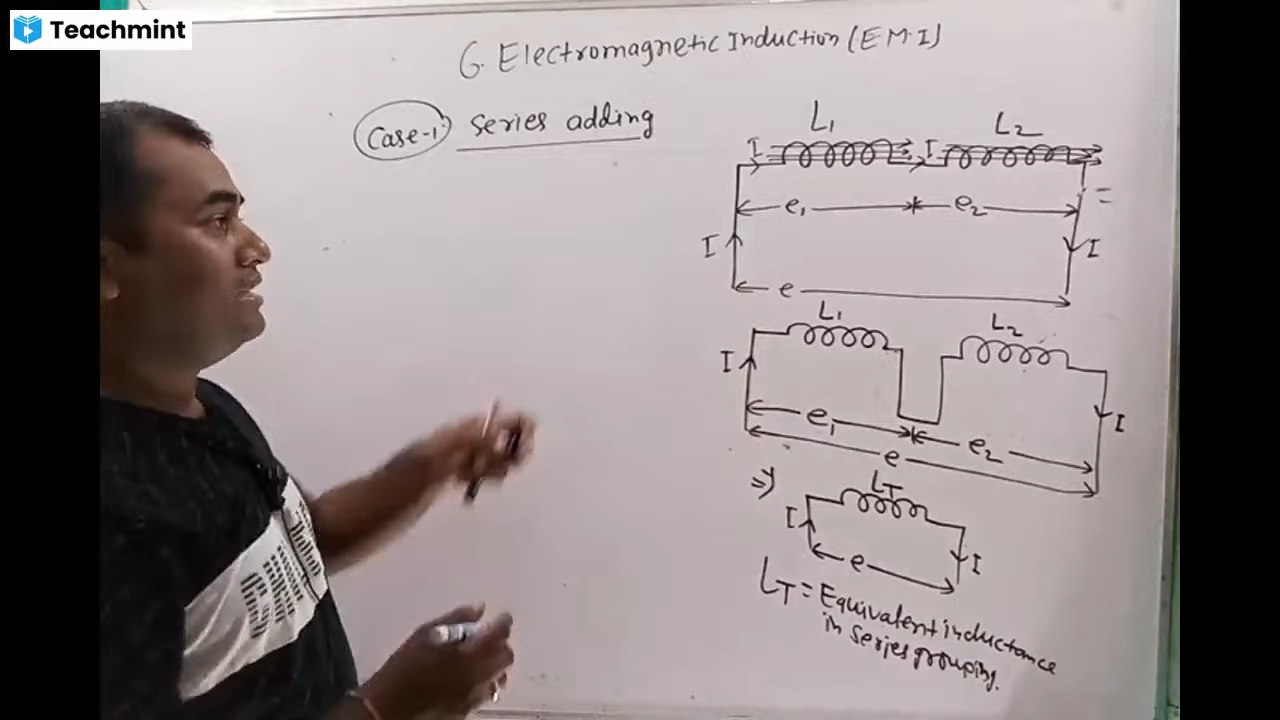 Teachmint
6. Electromagnetic Induction (E.M.I)
Case-1: Series adding
L1 L2
I I
e1 e2
I I
e
L1 L2
I I
e1 e2
e
=> LT
I I
e
LT = Equivalent inductance
in series grouping.